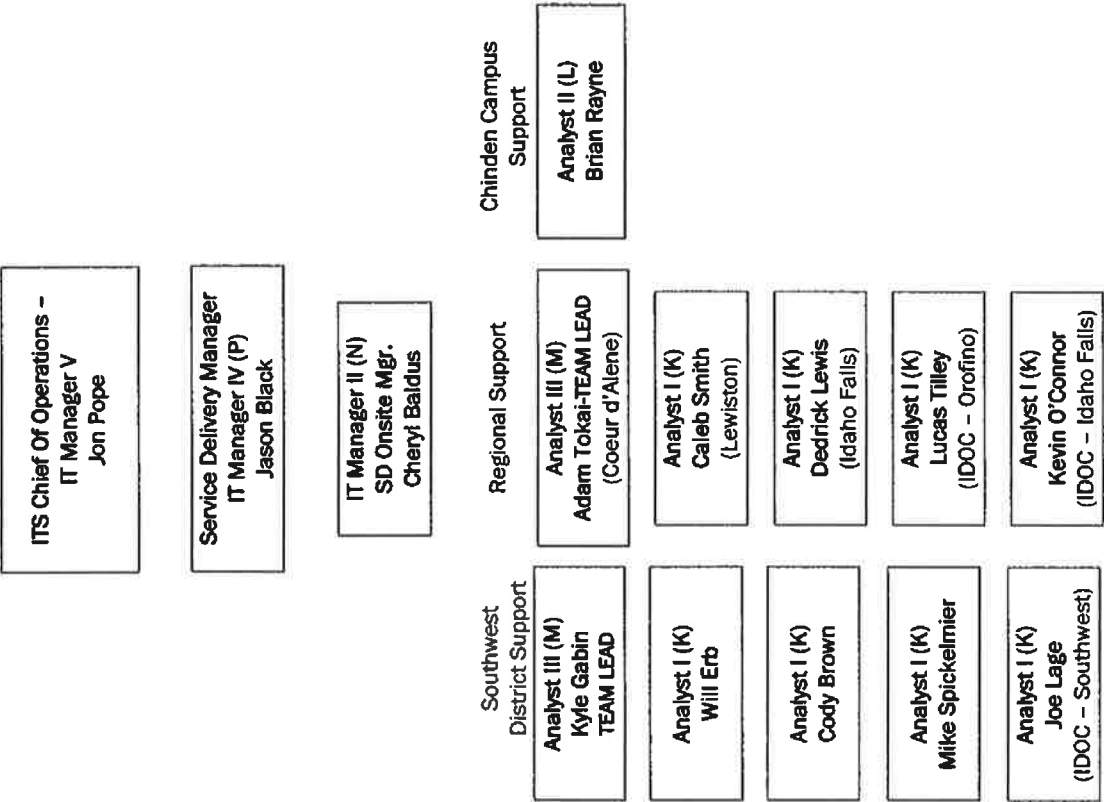 ITS Chief Of Operations –
IT Manager V
Jon Pope
Service Delivery Manager
IT Manager IV (P)
Jason Black
IT Manager II (N)
SD Onsite Mgr.
Cheryl Baldus
Southwest
District Support
Analyst III (M)
Kyle Gabin
TEAM LEAD
Analyst I (K)
Will Erb
Analyst I (K)
Cody Brown
Analyst I (K)
Mike Spickelmier
Analyst I (K)
Joe Lage
(IDOC – Southwest)
Regional Support
Analyst III (M)
Adam Tokai-TEAM LEAD
(Coeur d'Alene)
Analyst I (K)
Caleb Smith
(Lewiston)
Analyst I (K)
Dedrick Lewis
(Idaho Falls)
Analyst I (K)
Lucas Tilley
(IDOC – Orofino)
Analyst I (K)
Kevin O'Connor
(IDOC – Idaho Falls)
Chinden Campus
Support
Analyst II (L)
Brian Rayne